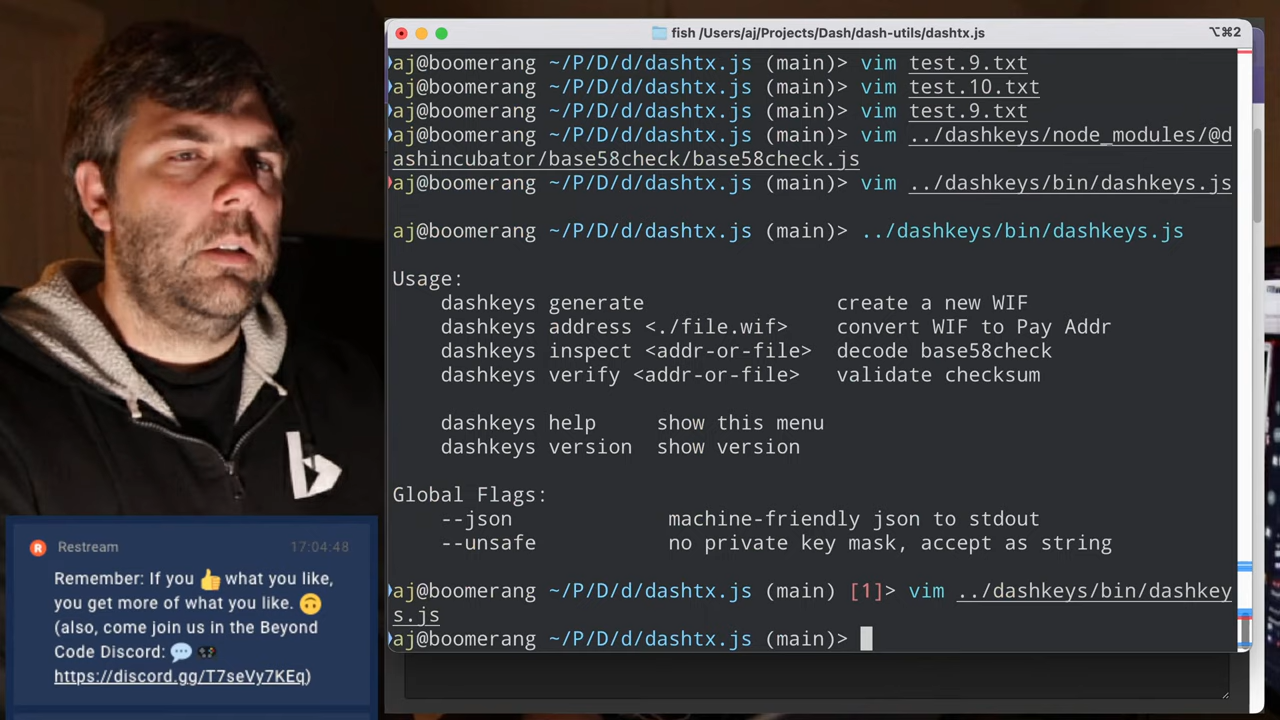 fish /Users/aj/Projects/Dash/dash-utils/dashtx.js
⌥⌘2
aj@boomerang ~/P/D/d/dashtx.js (main)> vim test.9.txt
aj@boomerang ~/P/D/d/dashtx.js (main)> vim test.10.txt
aj@boomerang ~/P/D/d/dashtx.js (main)> vim test.9.txt
aj@boomerang ~/P/D/d/dashtx.js (main)> vim ../dashkeys/node_modules/@d
ashincubator/base58check/base58check.js
aj@boomerang ~/P/D/d/dashtx.js (main)> vim ../dashkeys/bin/dashkeys.js
aj@boomerang ~/P/D/d/dashtx.js (main)> ../dashkeys/bin/dashkeys.js
Usage:
dashkeys generate create a new WIF
dashkeys address <./file.wif> convert WIF to Pay Addr
dashkeys inspect <addr-or-file> decode base58check
dashkeys verify <addr-or-file> validate checksum
dashkeys help show this menu
dashkeys version show version
Global Flags:
--json machine-friendly json to stdout
--unsafe no private key mask, accept as string
aj@boomerang ~/P/D/d/dashtx.js (main) [1]> vim ../dashkeys/bin/dashkey
s.js
aj@boomerang ~/P/D/d/dashtx.js (main)>
Restream 17:04:48
Remember: If you 👍 what you like,
you get more of what you like. 🙃
(also, come join us in the Beyond
Code Discord: 💬 🎮
https://discord.gg/T7seVy7KEq)